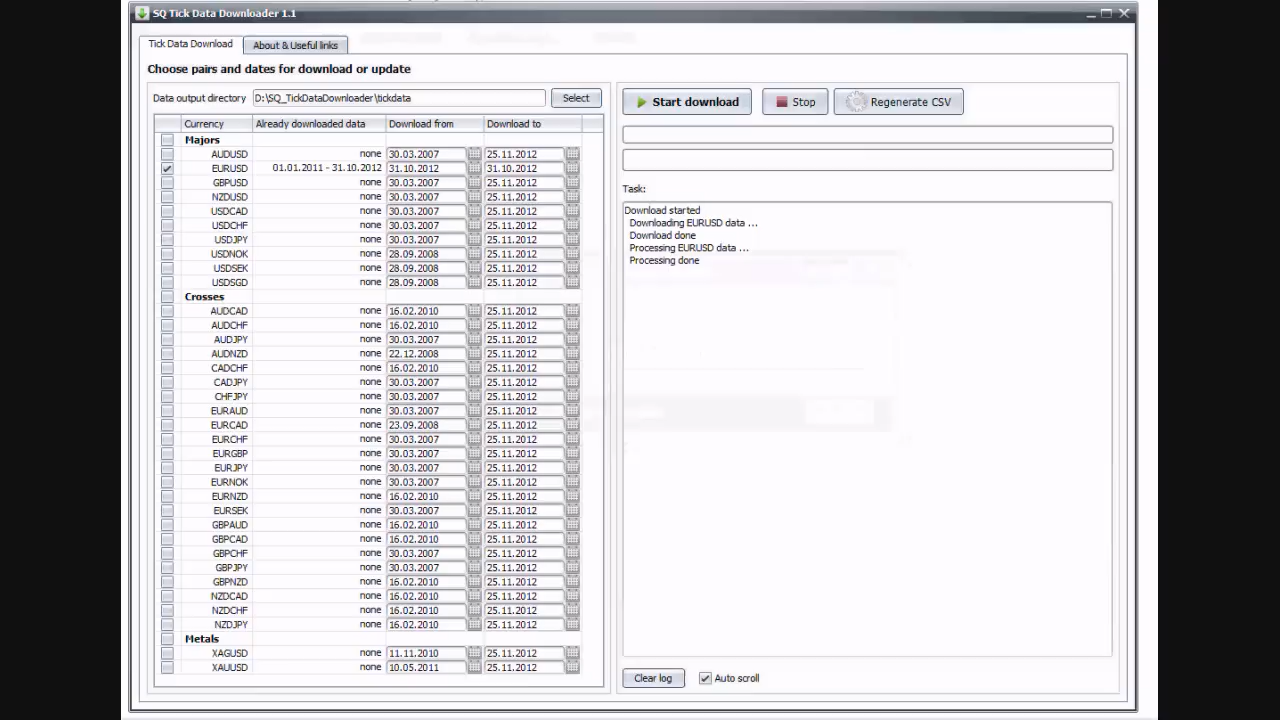 SQ Tick Data Downloader 1.1
Tick Data Download About & Useful links
Choose pairs and dates for download or update
Data output directory D:\SQ_TickDataDownloader\tickdata Select
Currency Already downloaded data Download from Download to
Majors
AUDUSD none 30.03.2007 25.11.2012
EURUSD 01.01.2011 - 31.10.2012 31.10.2012 31.10.2012
GBPUSD none 30.03.2007 25.11.2012
NZDUSD none 30.03.2007 25.11.2012
USDCAD none 30.03.2007 25.11.2012
USDCHF none 30.03.2007 25.11.2012
USDJPY none 30.03.2007 25.11.2012
USDNOK none 28.09.2008 25.11.2012
USDSEK none 28.09.2008 25.11.2012
USDSGD none 28.09.2008 25.11.2012
Crosses
AUDCAD none 16.02.2010 25.11.2012
AUDCHF none 16.02.2010 25.11.2012
AUDJPY none 30.03.2007 25.11.2012
AUDNZD none 22.12.2008 25.11.2012
CADCHF none 16.02.2010 25.11.2012
CADJPY none 30.03.2007 25.11.2012
CHFJPY none 30.03.2007 25.11.2012
EURAUD none 30.03.2007 25.11.2012
EURCAD none 23.09.2008 25.11.2012
EURCHF none 30.03.2007 25.11.2012
EURGBP none 30.03.2007 25.11.2012
EURJPY none 30.03.2007 25.11.2012
EURNOK none 30.03.2007 25.11.2012
EURNZD none 16.02.2010 25.11.2012
EURSEK none 30.03.2007 25.11.2012
GBPAUD none 16.02.2010 25.11.2012
GBPCAD none 16.02.2010 25.11.2012
GBPCHF none 30.03.2007 25.11.2012
GBPJPY none 30.03.2007 25.11.2012
GBPNZD none 16.02.2010 25.11.2012
NZDCAD none 16.02.2010 25.11.2012
NZDCHF none 16.02.2010 25.11.2012
NZDJPY none 16.02.2010 25.11.2012
Metals
XAGUSD none 11.11.2010 25.11.2012
XAUUSD none 10.05.2011 25.11.2012
Start download Stop Regenerate CSV
Task:
Download started
Downloading EURUSD data ...
Download done
Processing EURUSD data ...
Processing done
Clear log Auto scroll